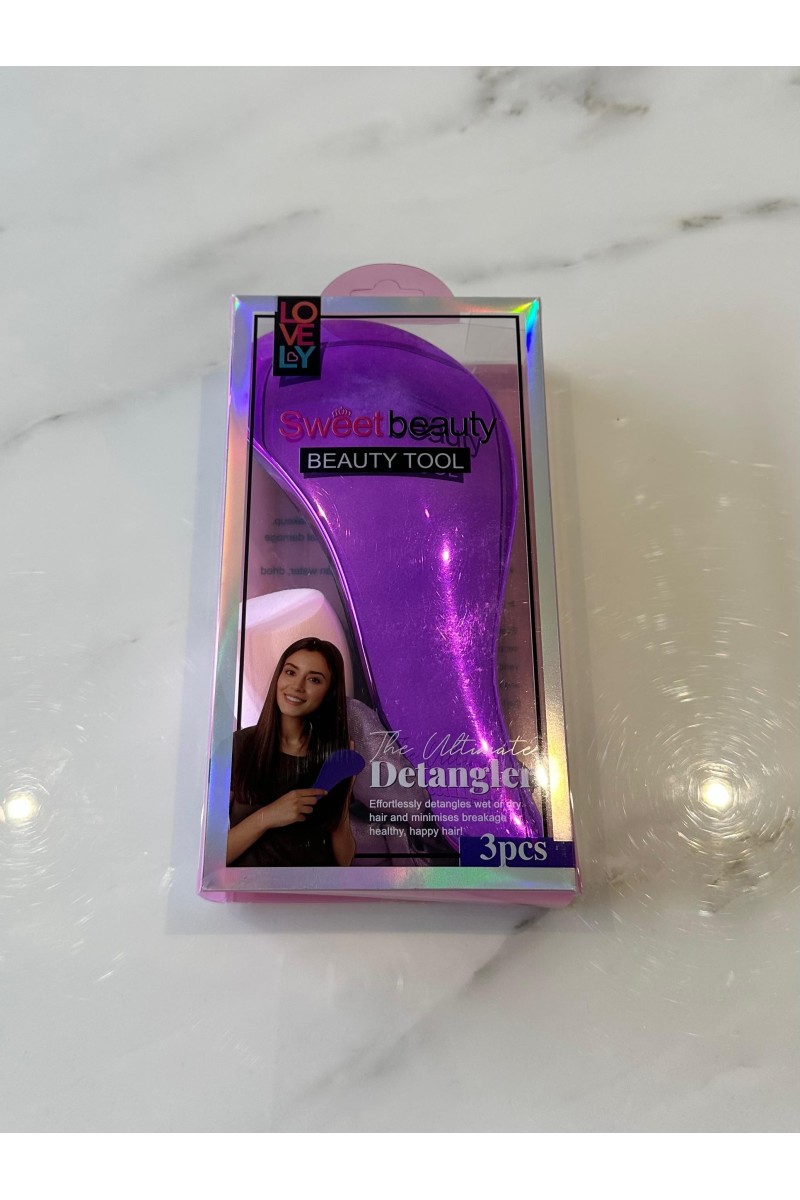 LO
VE
LY
Sweet beauty
BEAUTY TOOL
The Ultimate
Detangler
Effortlessly detangles wet or dry
hair and minimises breakage
healthy, happy hair!
3pcs